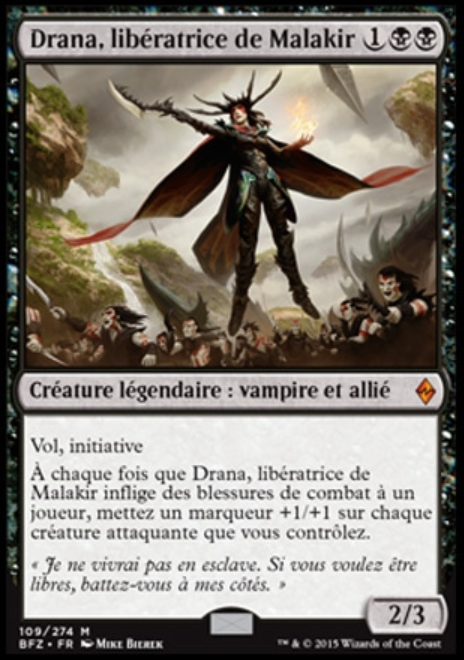 Drana, libératrice de Malakir 1
Créature légendaire : vampire et allié
Vol, initiative
À chaque fois que Drana, libératrice de
Malakir inflige des blessures de combat à un
joueur, mettez un marqueur +1/+1 sur chaque
créature attaquante que vous contrôlez.
« Je ne vivrai pas en esclave. Si vous voulez être
libres, battez-vous à mes côtés. »
2/3
109/274 M
BFZ • FR Mike Bierek
™ & © 2015 Wizards of the Coast